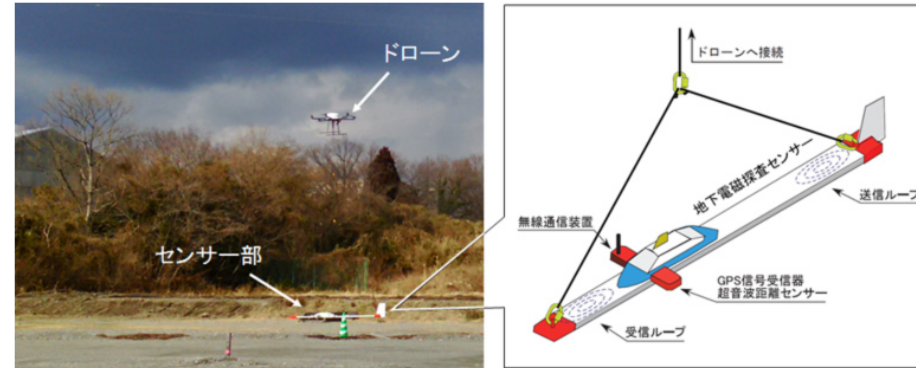 ドローン
センサー部
ドローンへ接続
地下電磁探査センサー
送信ループ
無線通信装置
GPS信号受信器
超音波距離センサー
受信ループ